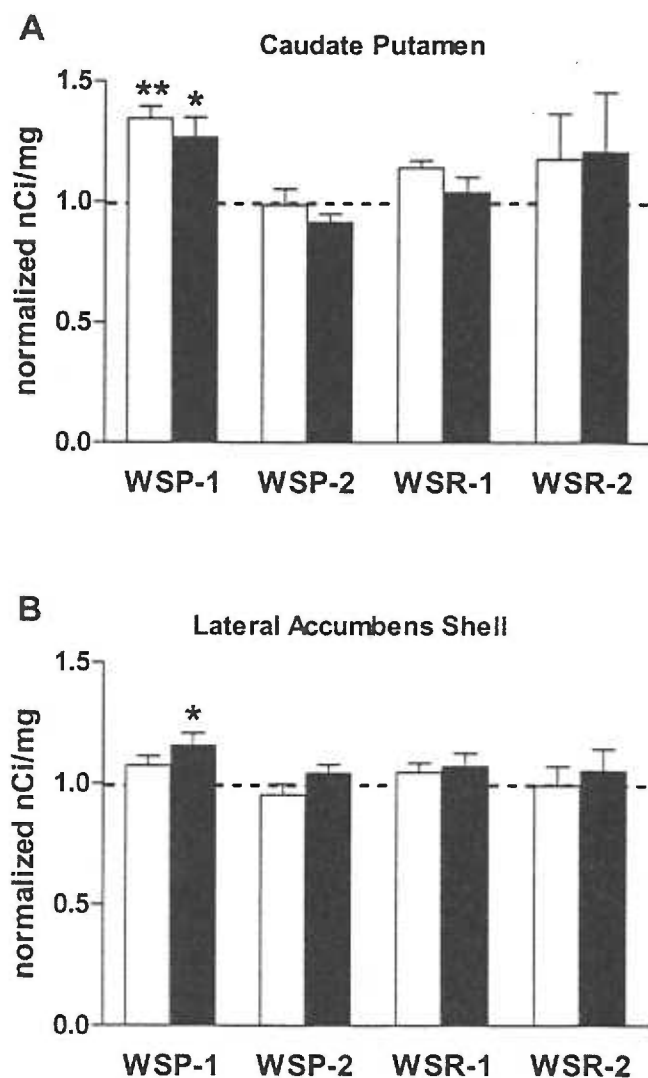 A
Caudate Putamen
normalized nCi/mg
1.5
1.0
0.5
0.0
** *
WSP-1 WSP-2 WSR-1 WSR-2
B
Lateral Accumbens Shell
normalized nCi/mg
1.5
1.0
0.5
0.0
*
WSP-1 WSP-2 WSR-1 WSR-2